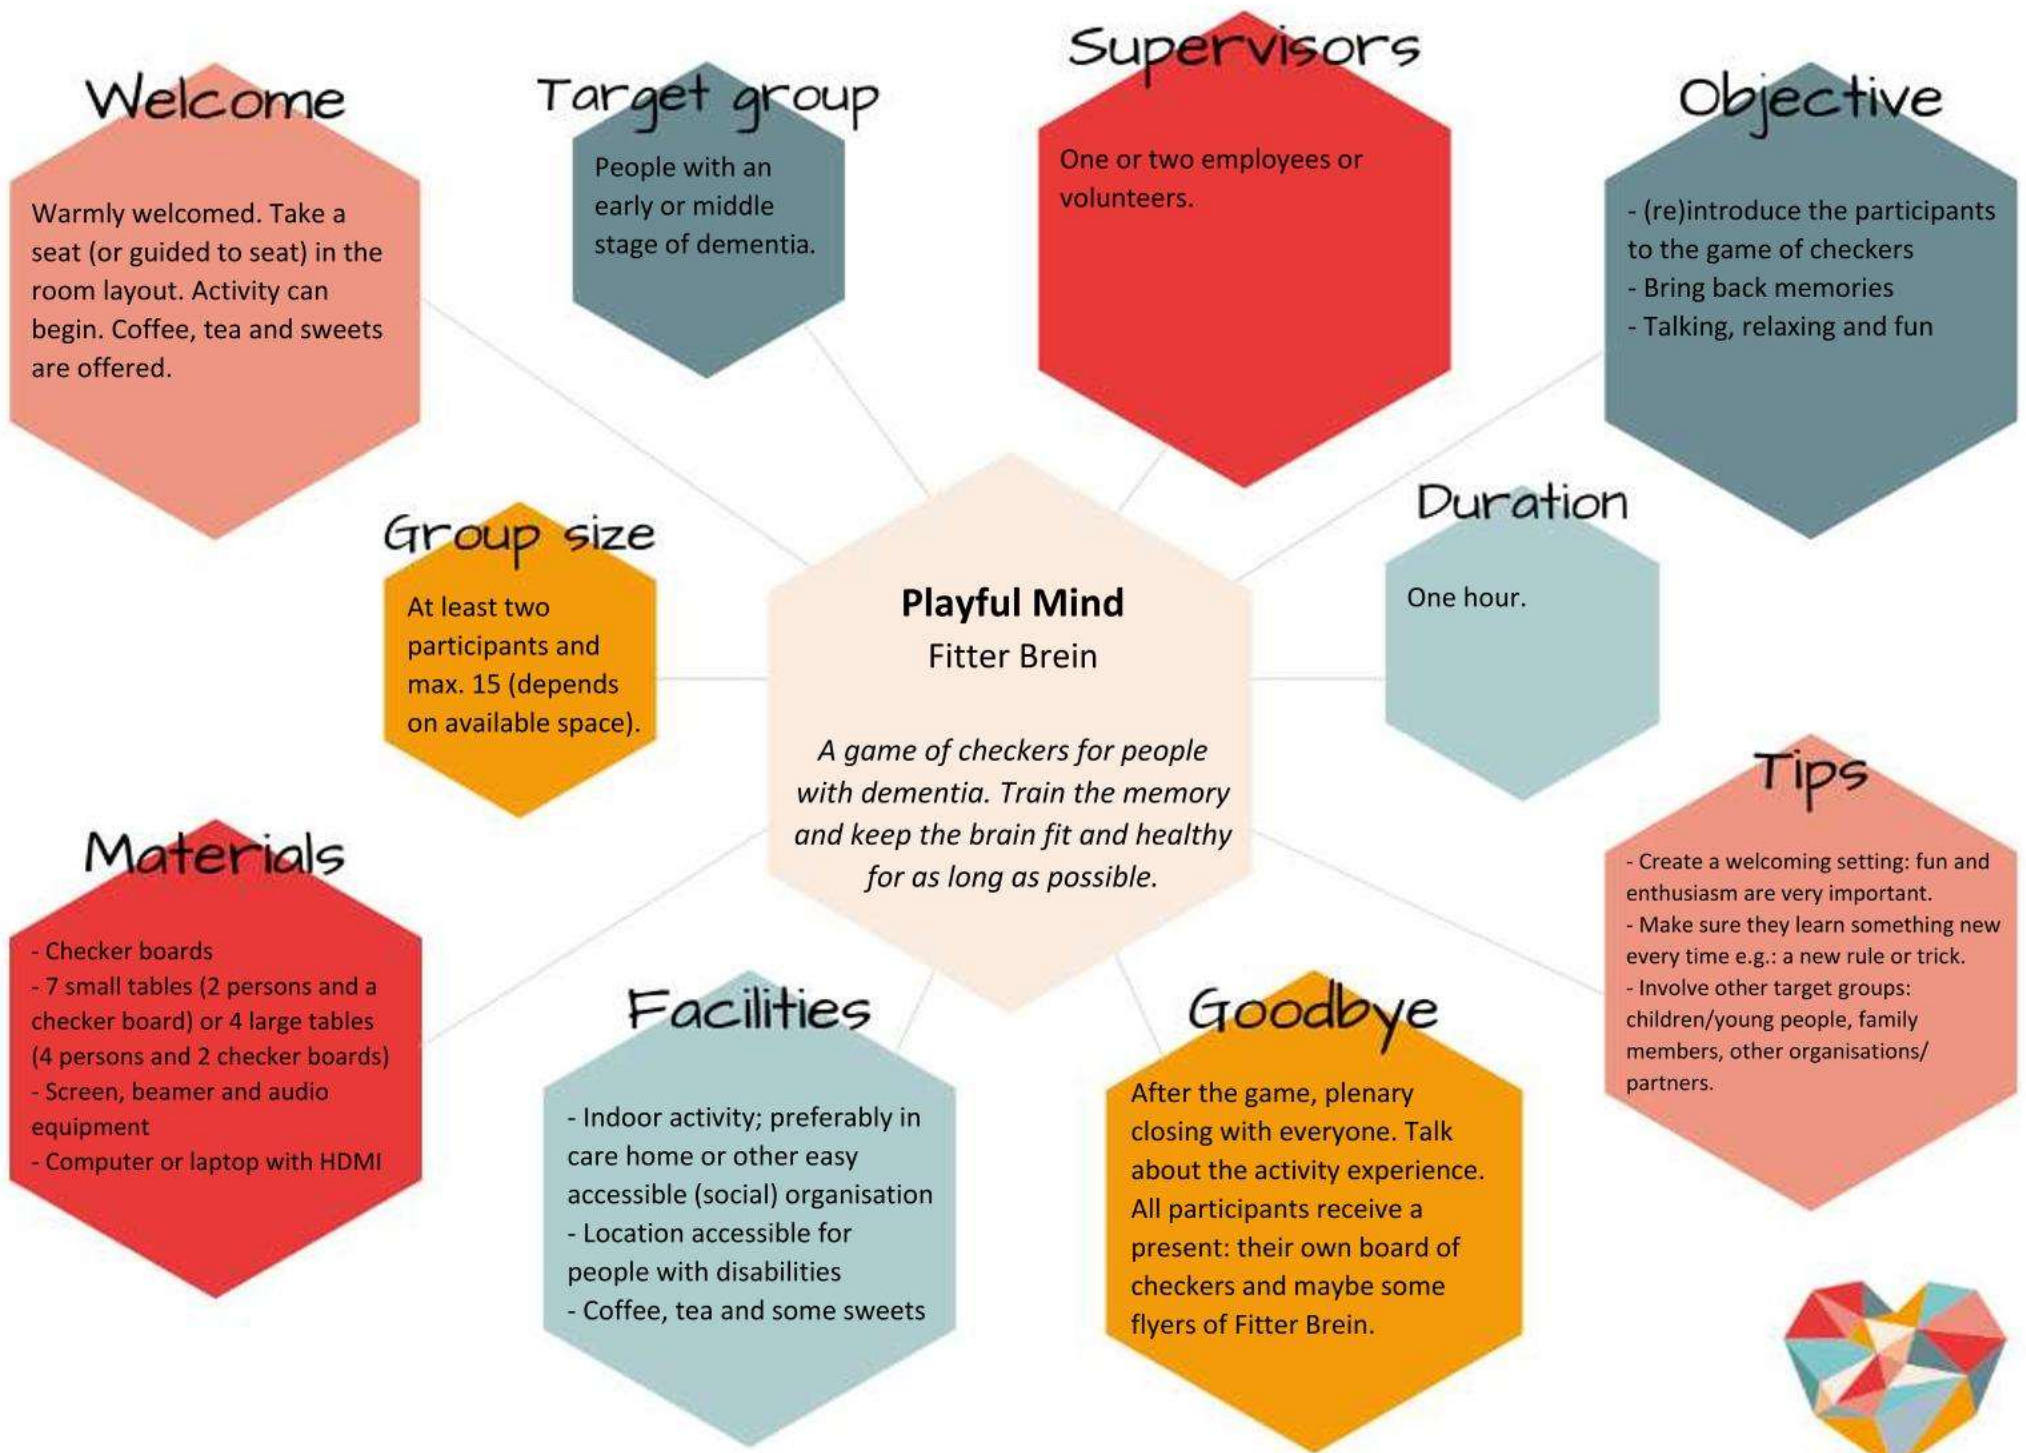 Welcome
Warmly welcomed. Take a
seat (or guided to seat) in the
room layout. Activity can
begin. Coffee, tea and sweets
are offered.
Target group
People with an
early or middle
stage of dementia.
Supervisors
One or two employees or
volunteers.
Objective
- (re)introduce the participants
to the game of checkers
- Bring back memories
- Talking, relaxing and fun
Group size
At least two
participants and
max. 15 (depends
on available space).
Playful Mind
Fitter Brein
A game of checkers for people
with dementia. Train the memory
and keep the brain fit and healthy
for as long as possible.
Duration
One hour.
Materials
- Checker boards
- 7 small tables (2 persons and a
checker board) or 4 large tables
(4 persons and 2 checker boards)
- Screen, beamer and audio
equipment
- Computer or laptop with HDMI
Facilities
- Indoor activity; preferably in
care home or other easy
accessible (social) organisation
- Location accessible for
people with disabilities
- Coffee, tea and some sweets
Goodbye
After the game, plenary
closing with everyone. Talk
about the activity experience.
All participants receive a
present: their own board of
checkers and maybe some
flyers of Fitter Brein.
Tips
- Create a welcoming setting: fun and
enthusiasm are very important.
- Make sure they learn something new
every time e.g.: a new rule or trick.
- Involve other target groups:
children/young people, family
members, other organisations/
partners.